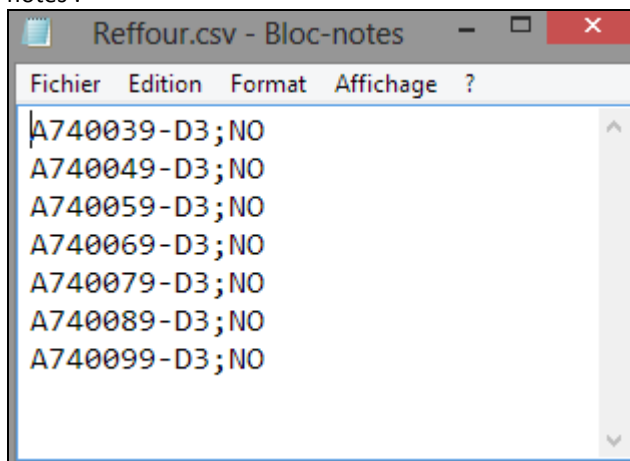 notes :
Reffour.csv - Bloc-notes
Fichier Edition Format Affichage ?
A740039-D3;NO
A740049-D3;NO
A740059-D3;NO
A740069-D3;NO
A740079-D3;NO
A740089-D3;NO
A740099-D3;NO